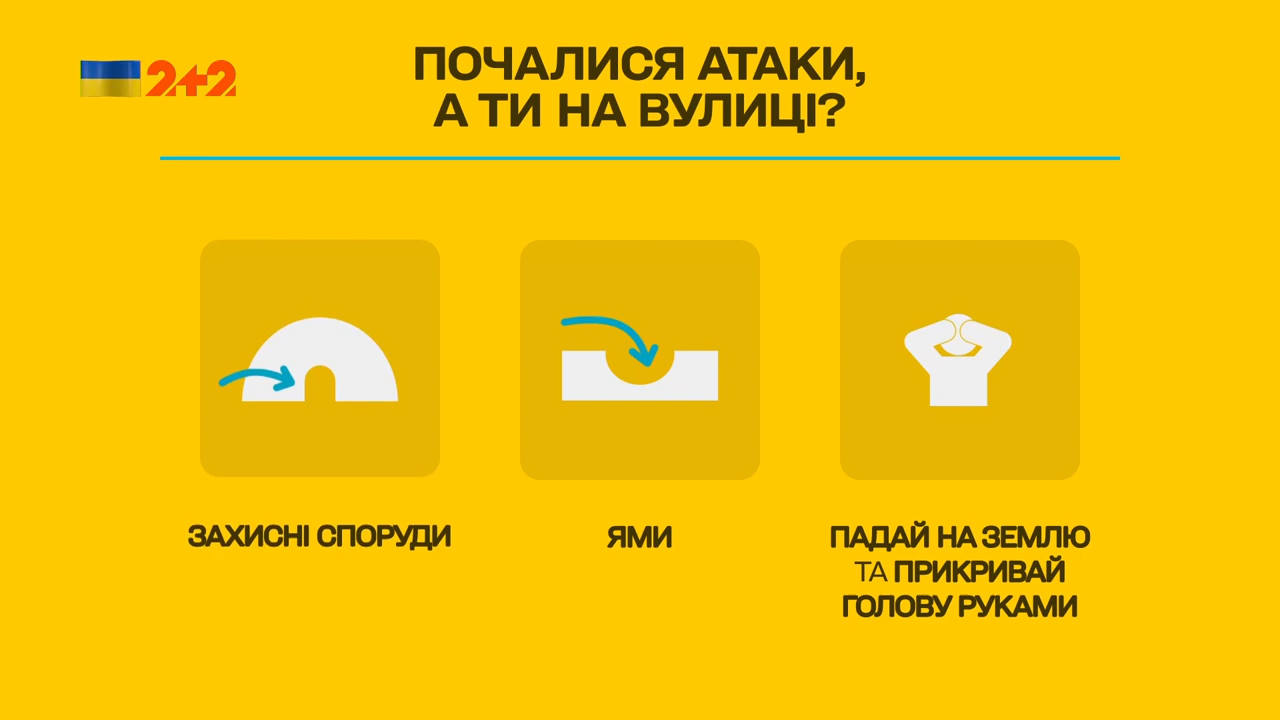 2+2
ПОЧАЛИСЯ АТАКИ,
А ТИ НА ВУЛИЦІ?
ЗАХИСНІ СПОРУДИ
ЯМИ
ПАДАЙ НА ЗЕМЛЮ
ТА ПРИКРИВАЙ
ГОЛОВУ РУКАМИ